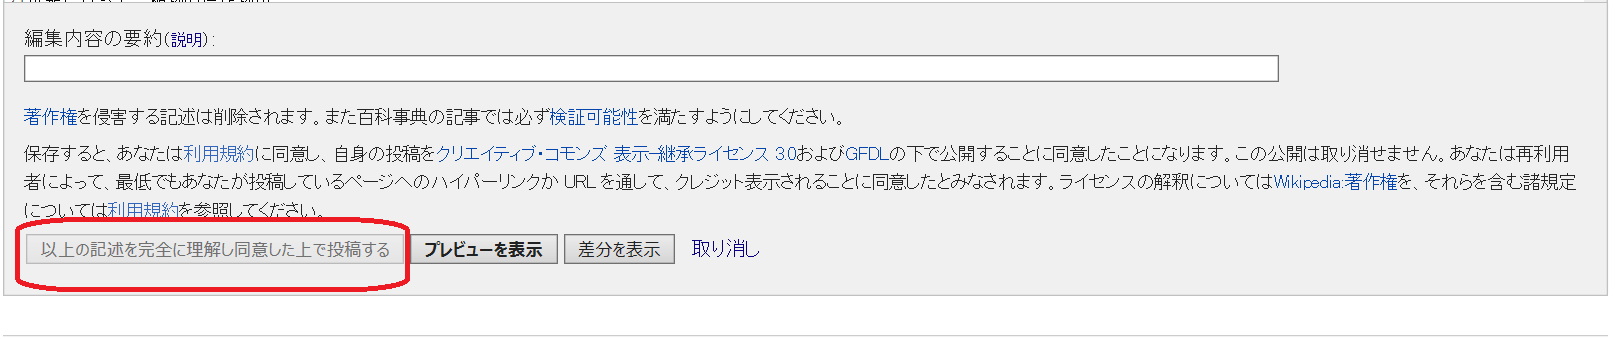 編集内容の要約(説明):
著作権を侵害する記述は削除されます。また百科事典の記事では必ず検証可能性を満たすようにしてください。
保存すると、あなたは利用規約に同意し、自身の投稿をクリエイティブ・コモンズ 表示-継承ライセンス 3.0およびGFDLの下で公開することに同意したことになります。この公開は取り消せません。あなたは再利用
者によって、最低でもあなたが投稿しているページへのハイパーリンクか URL を通して、クレジット表示されることに同意したとみなされます。ライセンスの解釈についてはWikipedia:著作権を、それらを含む諸規定
については利用規約を参照してください。
以上の記述を完全に理解し同意した上で投稿する プレビューを表示 差分を表示 取り消し